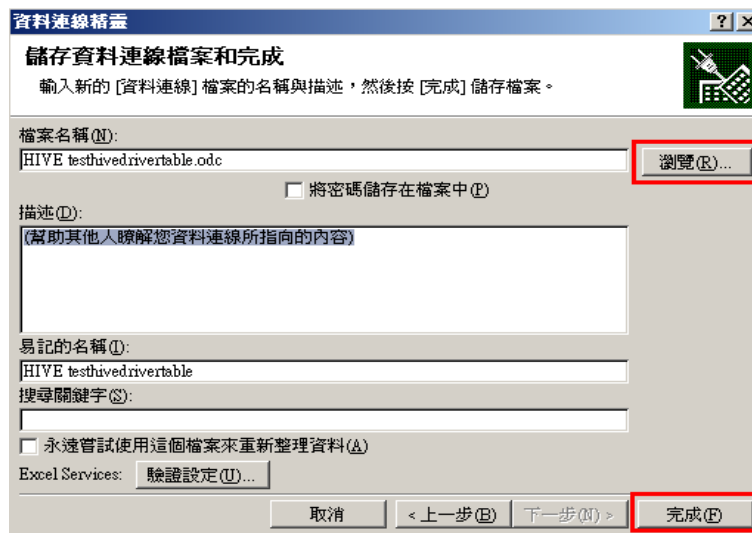 資料連線精靈
儲存資料連線檔案和完成
輸入新的 [資料連線] 檔案的名稱與描述，然後按 [完成] 儲存檔案。
檔案名稱(N):
HIVE testhivedrivertable.odc
瀏覽(R)...
將密碼儲存在檔案中(P)
描述(D):
(幫助其他人瞭解您資料連線所指向的內容)
易記的名稱(I):
HIVE testhivedrivertable
搜尋關鍵字(S):
永遠嘗試使用這個檔案來重新整理資料(A)
Excel Services: 驗證設定(U)...
取消 < 上一步(B) 下一步(N) > 完成(F)